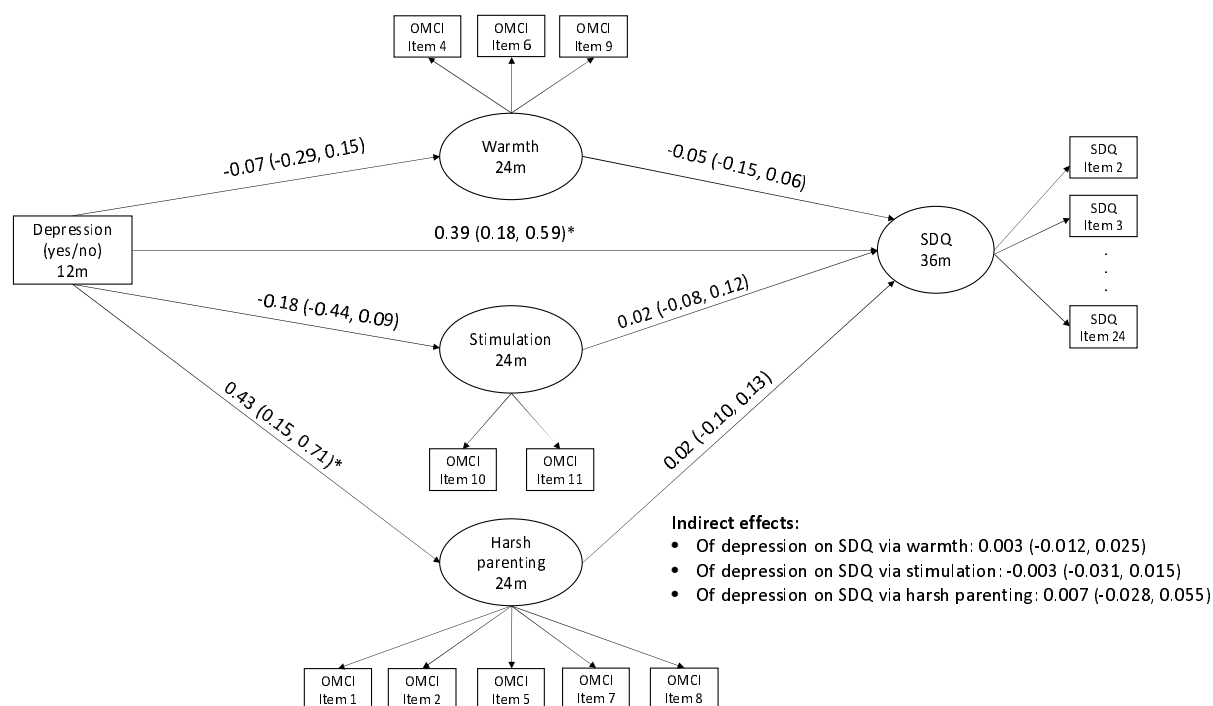 OMCI
Item 4
OMCI
Item 6
OMCI
Item 9
Warmth
24m
-0.07 (-0.29, 0.15)
-0.05 (-0.15, 0.06)
SDQ
Item 2
SDQ
Item 3
.
.
.
SDQ
Item 24
Depression
(yes/no)
12m
0.39 (0.18, 0.59)*
SDQ
36m
-0.18 (-0.44, 0.09)
0.02 (-0.08, 0.12)
Stimulation
24m
0.43 (0.15, 0.71)*
0.02 (-0.10, 0.13)
OMCI
Item 10
OMCI
Item 11
Harsh
parenting
24m
Indirect effects:
• Of depression on SDQ via warmth: 0.003 (-0.012, 0.025)
• Of depression on SDQ via stimulation: -0.003 (-0.031, 0.015)
• Of depression on SDQ via harsh parenting: 0.007 (-0.028, 0.055)
OMCI
Item 1
OMCI
Item 2
OMCI
Item 5
OMCI
Item 7
OMCI
Item 8